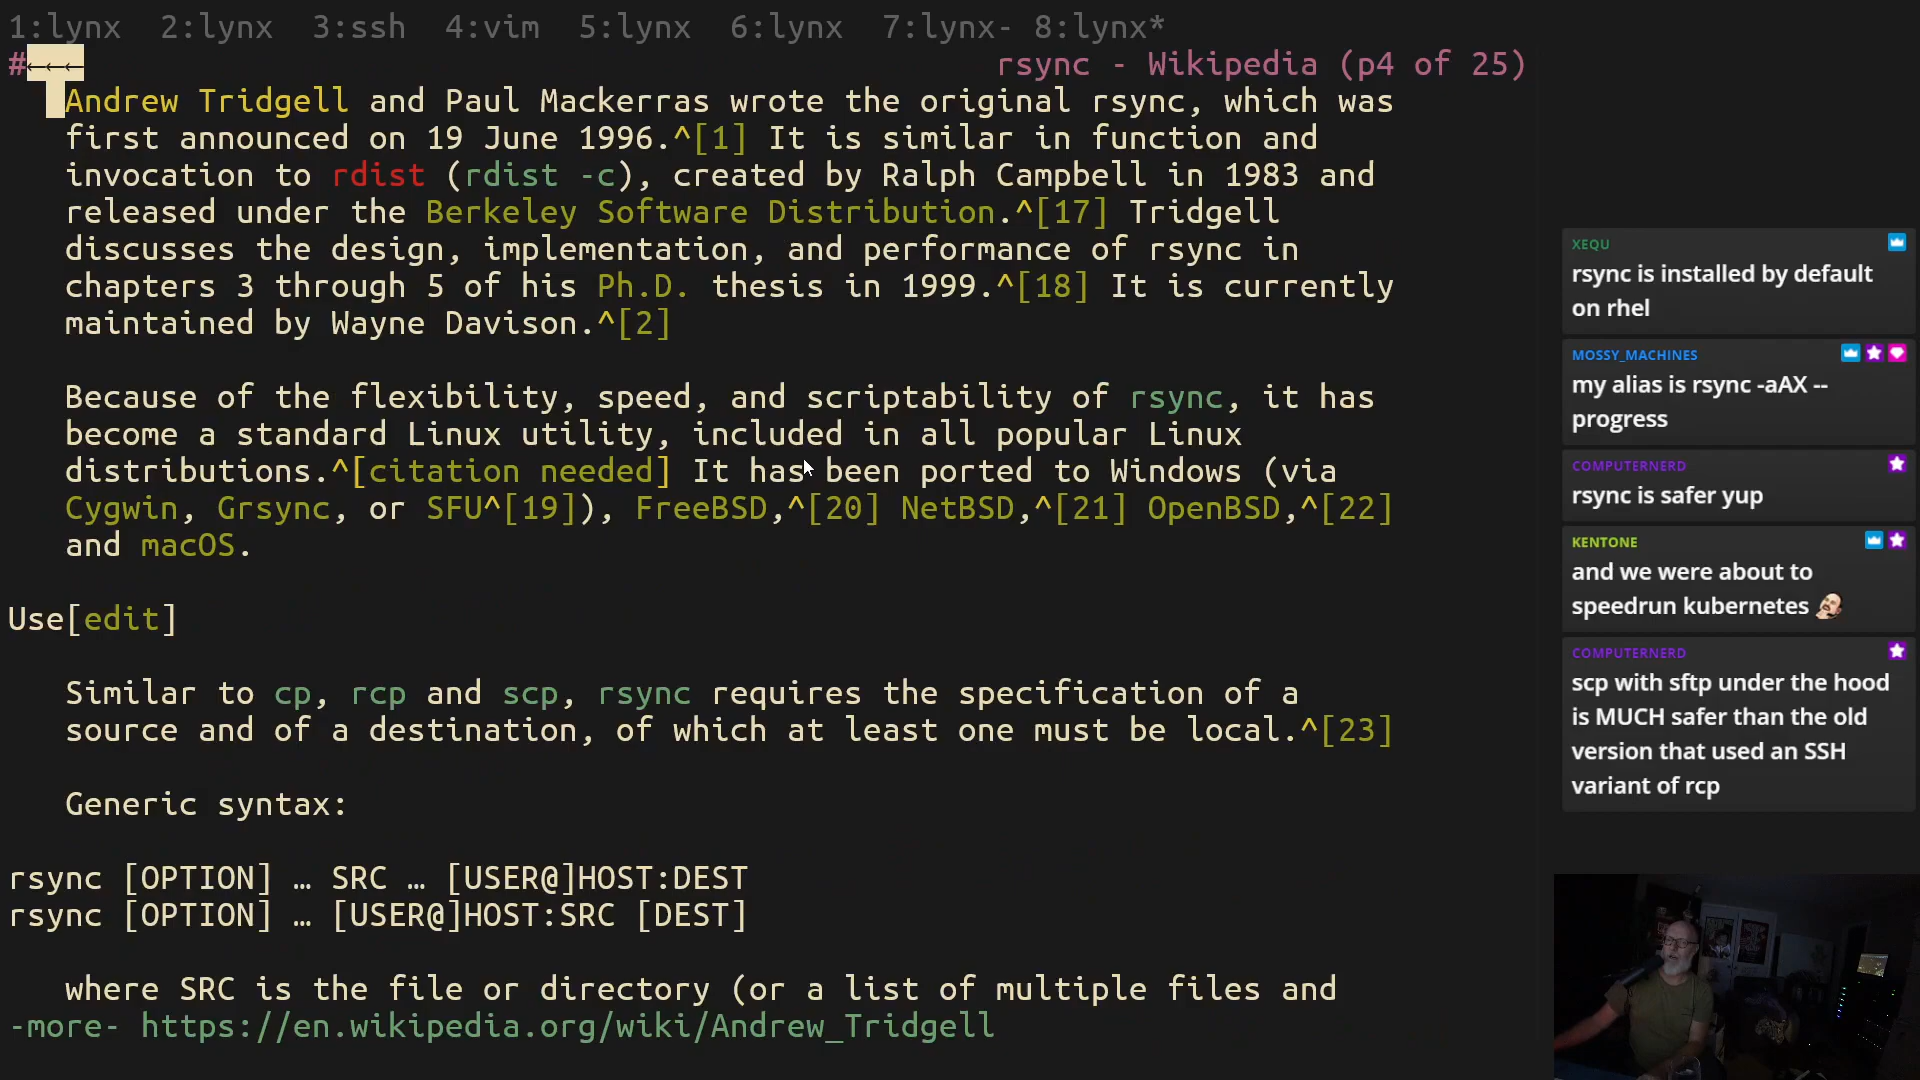 1:lynx 2:lynx 3:ssh 4:vim 5:lynx 6:lynx 7:lynx- 8:lynx*
#←←← rsync - Wikipedia (p4 of 25)
Andrew Tridgell and Paul Mackerras wrote the original rsync, which was
first announced on 19 June 1996.^[1] It is similar in function and
invocation to rdist (rdist -c), created by Ralph Campbell in 1983 and
released under the Berkeley Software Distribution.^[17] Tridgell
discusses the design, implementation, and performance of rsync in
chapters 3 through 5 of his Ph.D. thesis in 1999.^[18] It is currently
maintained by Wayne Davison.^[2]
Because of the flexibility, speed, and scriptability of rsync, it has
become a standard Linux utility, included in all popular Linux
distributions.^[citation needed] It has been ported to Windows (via
Cygwin, Grsync, or SFU^[19]), FreeBSD,^[20] NetBSD,^[21] OpenBSD,^[22]
and macOS.
Use[edit]
Similar to cp, rcp and scp, rsync requires the specification of a
source and of a destination, of which at least one must be local.^[23]
Generic syntax:
rsync [OPTION] … SRC … [USER@]HOST:DEST
rsync [OPTION] … [USER@]HOST:SRC [DEST]
where SRC is the file or directory (or a list of multiple files and
-more- https://en.wikipedia.org/wiki/Andrew_Tridgell
XEQU
rsync is installed by default
on rhel
MOSSY_MACHINES
my alias is rsync -aAX --
progress
COMPUTERNERD
rsync is safer yup
KENTONE
and we were about to
speedrun kubernetes
COMPUTERNERD
scp with sftp under the hood
is MUCH safer than the old
version that used an SSH
variant of rcp